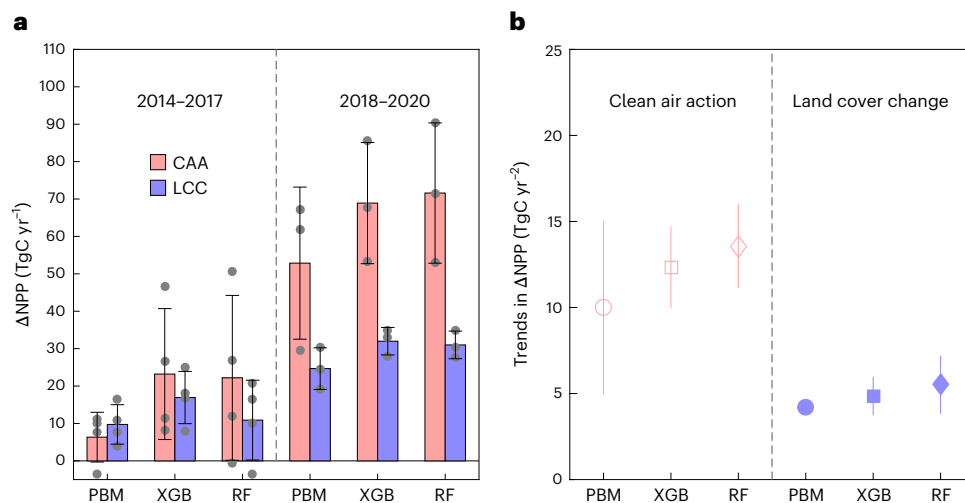 a
b
110
100
90
80
70
60
50
40
30
20
10
0
ΔNPP (TgC yr⁻¹)
2014–2017
2018–2020
CAA
LCC
PBM XGB RF PBM XGB RF
25
20
15
10
5
0
Trends in ΔNPP (TgC yr⁻²)
Clean air action
Land cover change
PBM XGB RF PBM XGB RF